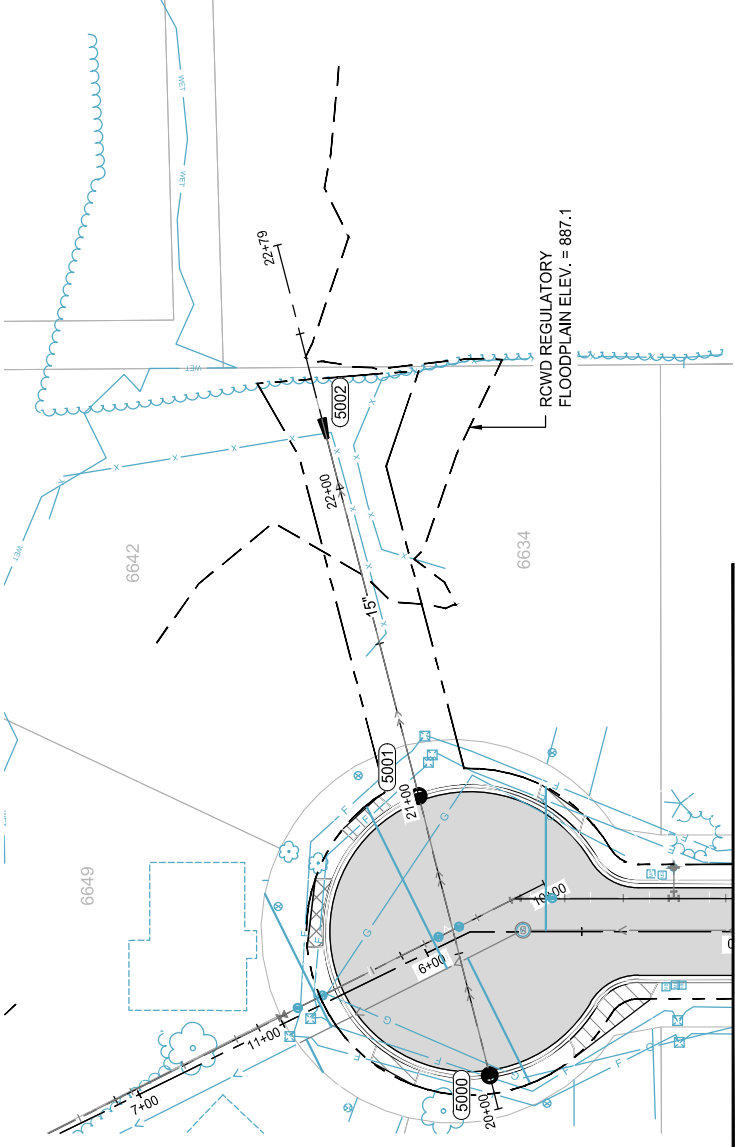 WET
WET
22+79
RCWD REGULATORY
FLOODPLAIN ELEV. = 887.1
WET
5002
X
X
X
X
X
22+00
X
X
WET
6642
6634
X
X
15"
X
X
5001
21+00
F
F
G
6649
10+00
F
F
G
6+00
S
0
11+00
G
7+00
F
F
F
G
G
F
F
G
5000
20+00